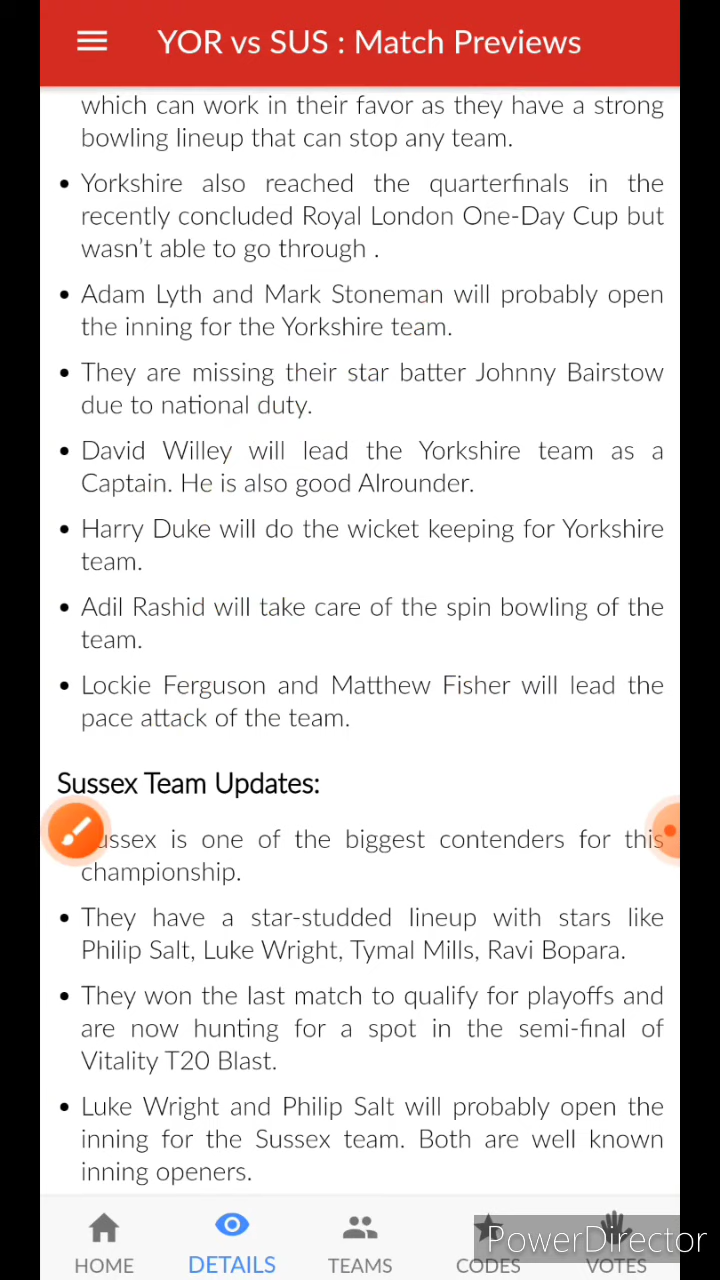 YOR vs SUS : Match Previews
which can work in their favor as they have a strong
bowling lineup that can stop any team.
• Yorkshire also reached the quarterfinals in the
recently concluded Royal London One-Day Cup but
wasn't able to go through .
• Adam Lyth and Mark Stoneman will probably open
the inning for the Yorkshire team.
• They are missing their star batter Johnny Bairstow
due to national duty.
• David Willey will lead the Yorkshire team as a
Captain. He is also good Alrounder.
• Harry Duke will do the wicket keeping for Yorkshire
team.
• Adil Rashid will take care of the spin bowling of the
team.
• Lockie Ferguson and Matthew Fisher will lead the
pace attack of the team.
Sussex Team Updates:
ussex is one of the biggest contenders for this
championship.
• They have a star-studded lineup with stars like
Philip Salt, Luke Wright, Tymal Mills, Ravi Bopara.
• They won the last match to qualify for playoffs and
are now hunting for a spot in the semi-final of
Vitality T20 Blast.
• Luke Wright and Philip Salt will probably open the
inning for the Sussex team. Both are well known
inning openers.
PowerDirector
HOME DETAILS TEAMS CODES VOTES